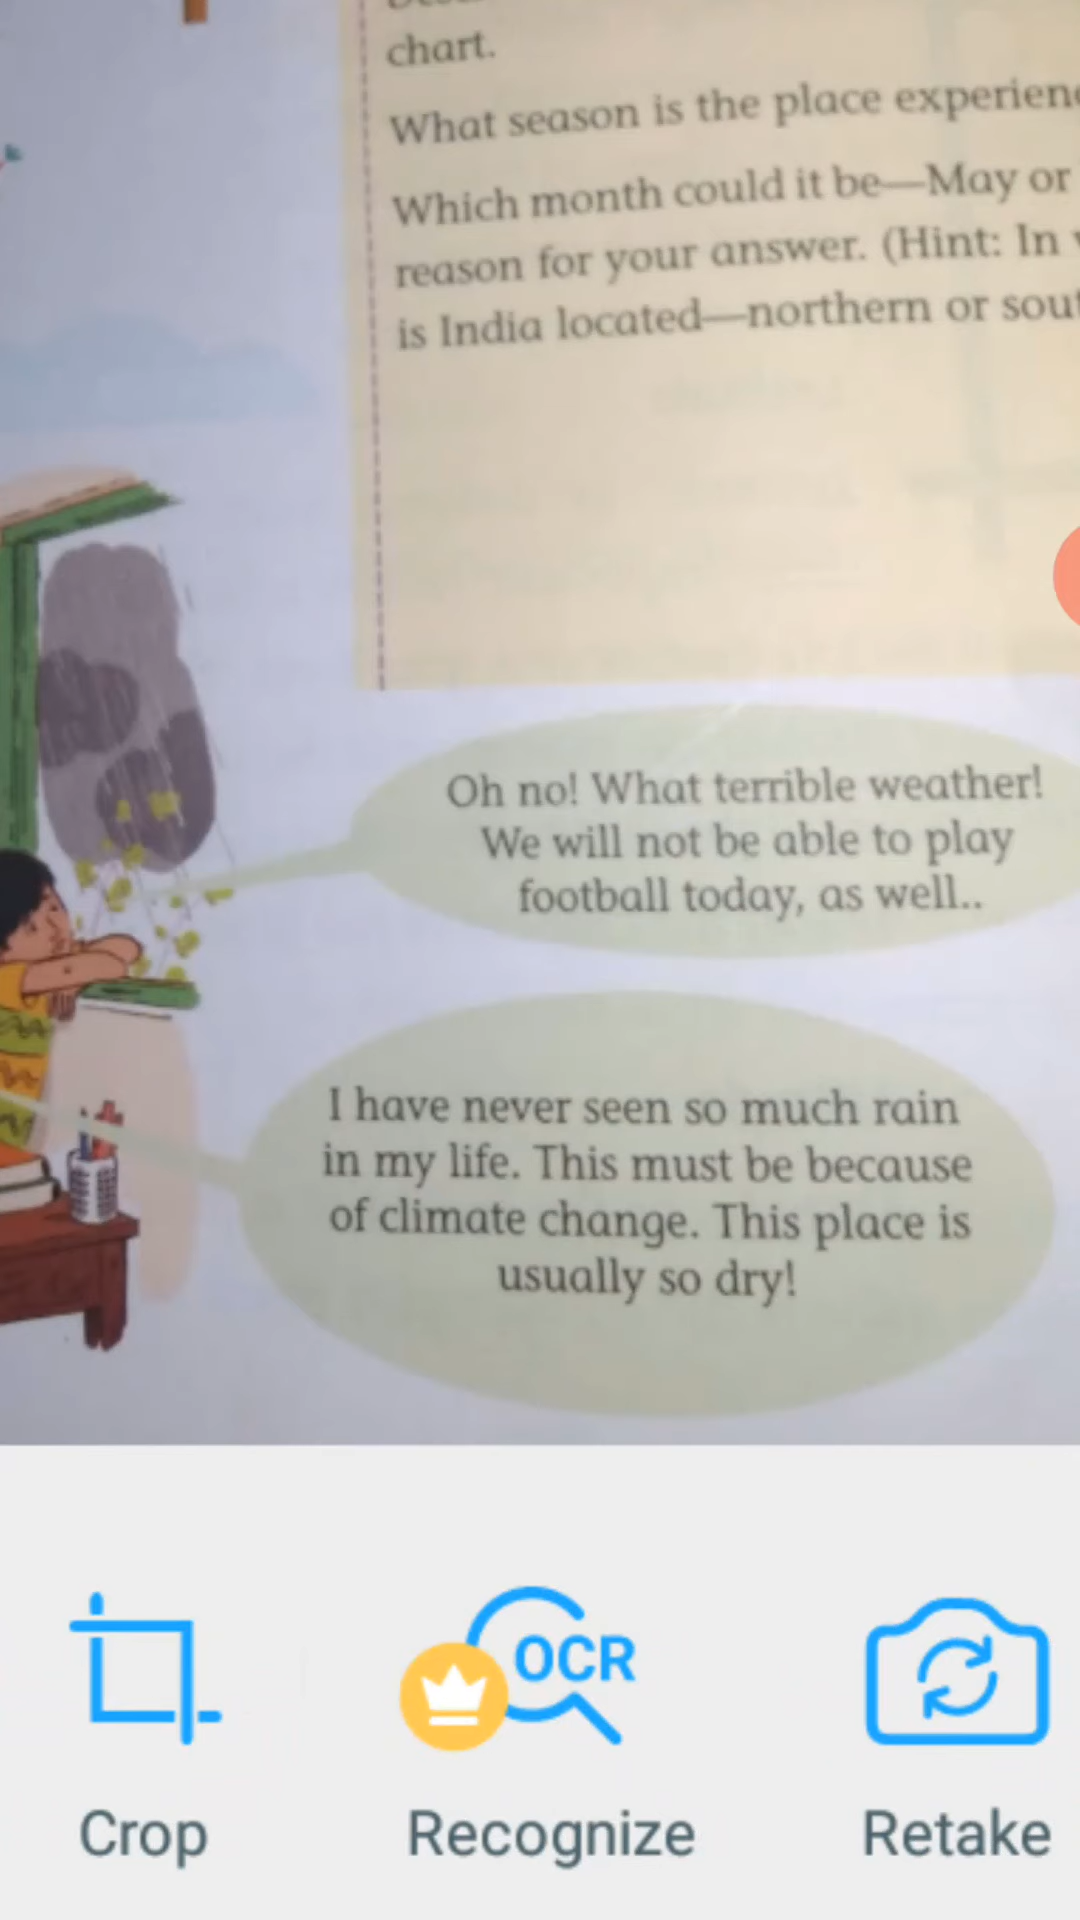 chart.
What season is the place
Which month could it be—May or
reason for your answer. (Hint: In
is India located—northern or
Oh no! What terrible weather!
We will not be able to play
football today, as well..
I have never seen so much rain
in my life. This must be because
of climate change. This place is
usually so dry!
OCR
Crop
Recognize
Retake